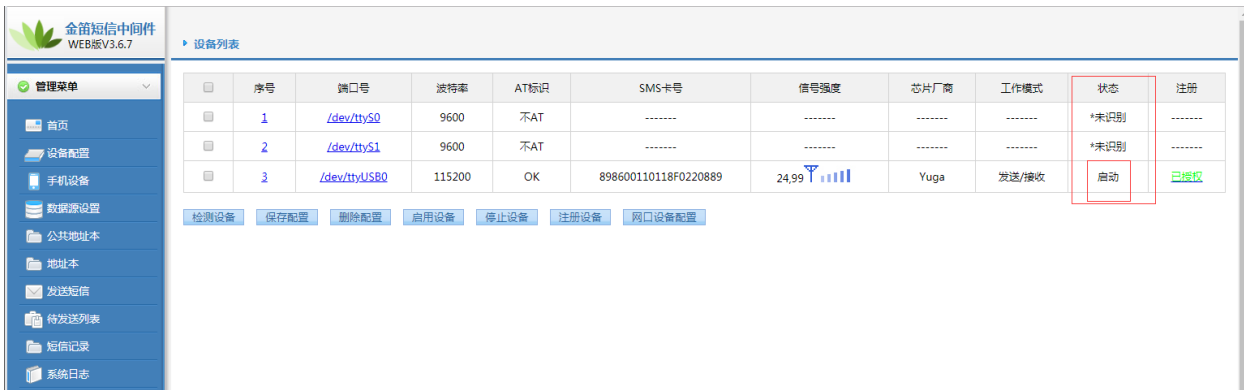 金笛短信中间件
WEB版V3.6.7
设备列表
管理菜单
首页
设备配置
手机设备
数据源设置
公共地址本
地址本
发送短信
待发送列表
短信记录
系统日志
序号 端口号 波特率 AT标识 SMS卡号 信号强度 芯片厂商 工作模式 状态 注册
1 /dev/ttyS0 9600 不AT ------- ------- ------- ------- *未识别 -------
2 /dev/ttyS1 9600 不AT ------- ------- ------- ------- *未识别 -------
3 /dev/ttyUSB0 115200 OK 898600110118F0220889 24,99 Yuga 发送/接收 启动 已授权
检测设备 保存配置 删除配置 启用设备 停止设备 注册设备 网口设备配置